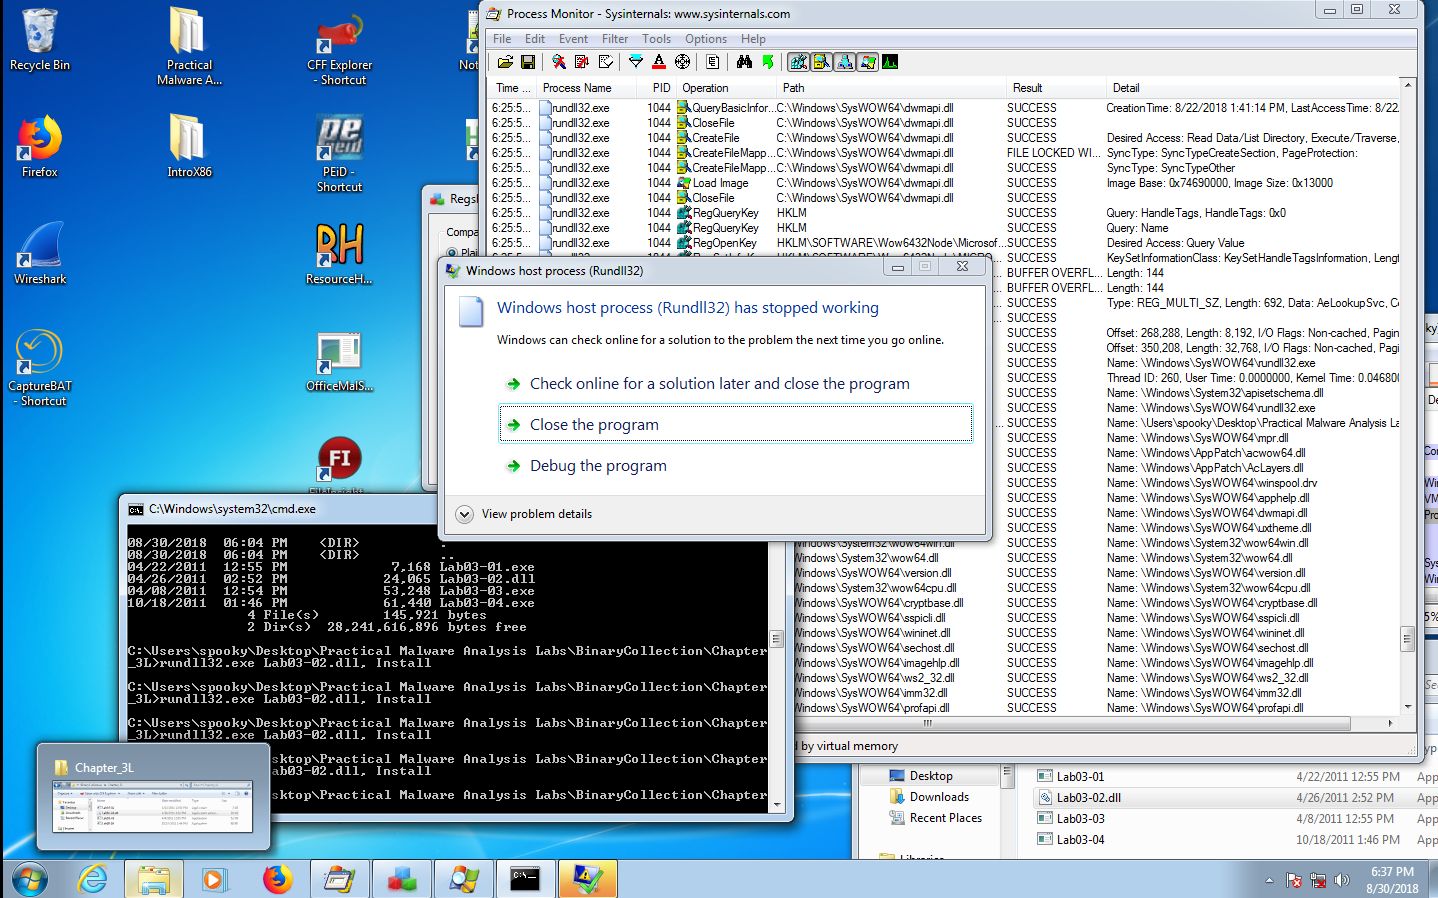 Recycle Bin
Practical
Malware A...
CFF Explorer
- Shortcut
Not
Firefox
IntroX86
PEiD -
Shortcut
Wireshark
RH
ResourceH...
CaptureBAT
- Shortcut
OfficeMalS...
FI
Process Monitor - Sysinternals: www.sysinternals.com
File Edit Event Filter Tools Options Help
Time ... Process Name PID Operation Path Result Detail
6:25:5... rundll32.exe 1044 QueryBasicInfor... C:\Windows\SysWOW64\dwmapi.dll SUCCESS CreationTime: 8/22/2018 1:41:14 PM, LastAccessTime: 8/22.
6:25:5... rundll32.exe 1044 CloseFile C:\Windows\SysWOW64\dwmapi.dll SUCCESS
6:25:5... rundll32.exe 1044 CreateFile C:\Windows\SysWOW64\dwmapi.dll SUCCESS Desired Access: Read Data/List Directory, Execute/Traverse,
6:25:5... rundll32.exe 1044 CreateFileMapp... C:\Windows\SysWOW64\dwmapi.dll FILE LOCKED WI... SyncType: SyncTypeCreateSection, PageProtection:
6:25:5... rundll32.exe 1044 CreateFileMapp... C:\Windows\SysWOW64\dwmapi.dll SUCCESS SyncType: SyncTypeOther
6:25:5... rundll32.exe 1044 Load Image C:\Windows\SysWOW64\dwmapi.dll SUCCESS Image Base: 0x74690000, Image Size: 0x13000
6:25:5... rundll32.exe 1044 CloseFile C:\Windows\SysWOW64\dwmapi.dll SUCCESS
6:25:5... rundll32.exe 1044 RegQueryKey HKLM SUCCESS Query: HandleTags, HandleTags: 0x0
6:25:5... rundll32.exe 1044 RegQueryKey HKLM SUCCESS Query: Name
6:25:5... rundll32.exe 1044 RegOpenKey HKLM\SOFTWARE\Wow6432Node\Microsof... SUCCESS Desired Access: Query Value
SUCCESS KeySetInformationClass: KeySetHandleTagsInformation, Lengt
BUFFER OVERFL... Length: 144
BUFFER OVERFL... Length: 144
SUCCESS Type: REG_MULTI_SZ, Length: 692, Data: AeLookupSvc, Ce
SUCCESS
SUCCESS Offset: 268,288, Length: 8,192, I/O Flags: Non-cached, Pagin
SUCCESS Offset: 350,208, Length: 32,768, I/O Flags: Non-cached, Pagi
SUCCESS Name: \Windows\SysWOW64\rundll32.exe
SUCCESS Thread ID: 260, User Time: 0.0000000, Kernel Time: 0.046800
SUCCESS Name: \Windows\System32\apisetschema.dll
SUCCESS Name: \Windows\SysWOW64\rundll32.exe
SUCCESS Name: \Users\spooky\Desktop\Practical Malware Analysis La
SUCCESS Name: \Windows\SysWOW64\mpr.dll
SUCCESS Name: \Windows\AppPatch\acwow64.dll
SUCCESS Name: \Windows\AppPatch\AcLayers.dll
SUCCESS Name: \Windows\SysWOW64\winspool.drv
SUCCESS Name: \Windows\SysWOW64\apphelp.dll
SUCCESS Name: \Windows\SysWOW64\dwmapi.dll
SUCCESS Name: \Windows\SysWOW64\uxtheme.dll
Windows\System32\wow64win.dll SUCCESS Name: \Windows\System32\wow64win.dll
Windows\System32\wow64.dll SUCCESS Name: \Windows\System32\wow64.dll
Windows\SysWOW64\version.dll SUCCESS Name: \Windows\SysWOW64\version.dll
Windows\System32\wow64cpu.dll SUCCESS Name: \Windows\System32\wow64cpu.dll
Windows\SysWOW64\cryptbase.dll SUCCESS Name: \Windows\SysWOW64\cryptbase.dll
Windows\SysWOW64\sspicli.dll SUCCESS Name: \Windows\SysWOW64\sspicli.dll
Windows\SysWOW64\wininet.dll SUCCESS Name: \Windows\SysWOW64\wininet.dll
Windows\SysWOW64\sechost.dll SUCCESS Name: \Windows\SysWOW64\sechost.dll
Windows\SysWOW64\imagehlp.dll SUCCESS Name: \Windows\SysWOW64\imagehlp.dll
Windows\SysWOW64\ws2_32.dll SUCCESS Name: \Windows\SysWOW64\ws2_32.dll
Windows\SysWOW64\imm32.dll SUCCESS Name: \Windows\SysWOW64\imm32.dll
Windows\SysWOW64\profapi.dll SUCCESS Name: \Windows\SysWOW64\profapi.dll
d by virtual memory
Regsl
Compa
Plai
Windows host process (Rundll32)
Windows host process (Rundll32) has stopped working
Windows can check online for a solution to the problem the next time you go online.
Check online for a solution later and close the program
Close the program
Debug the program
View problem details
C:\Windows\system32\cmd.exe
08/30/2018 06:04 PM <DIR> .
08/30/2018 06:04 PM <DIR> ..
04/22/2011 12:55 PM 7,168 Lab03-01.exe
04/26/2011 02:52 PM 24,065 Lab03-02.dll
04/08/2011 12:54 PM 53,248 Lab03-03.exe
10/18/2011 01:46 PM 61,440 Lab03-04.exe
4 File(s) 145,921 bytes
2 Dir(s) 28,241,616,896 bytes free
C:\Users\spooky\Desktop\Practical Malware Analysis Labs\BinaryCollection\Chapter
_3L>rundll32.exe Lab03-02.dll, Install
C:\Users\spooky\Desktop\Practical Malware Analysis Labs\BinaryCollection\Chapter
_3L>rundll32.exe Lab03-02.dll, Install
C:\Users\spooky\Desktop\Practical Malware Analysis Labs\BinaryCollection\Chapter
_3L>rundll32.exe Lab03-02.dll, Install
sktop\Practical Malware Analysis Labs\BinaryCollection\Chapter
ab03-02.dll, Install
sktop\Practical Malware Analysis Labs\BinaryCollection\Chapter
Chapter_3L
Desktop
Downloads
Recent Places
Lab03-01 4/22/2011 12:55 PM App
Lab03-02.dll 4/26/2011 2:52 PM App
Lab03-03 4/8/2011 12:55 PM App
Lab03-04 10/18/2011 1:46 PM App
6:37 PM
8/30/2018